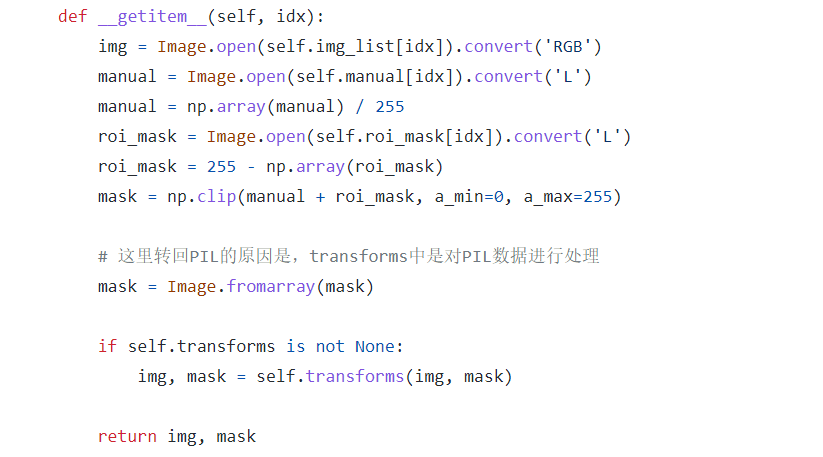 def __getitem__(self, idx):
    img = Image.open(self.img_list[idx]).convert('RGB')
    manual = Image.open(self.manual[idx]).convert('L')
    manual = np.array(manual) / 255
    roi_mask = Image.open(self.roi_mask[idx]).convert('L')
    roi_mask = 255 - np.array(roi_mask)
    mask = np.clip(manual + roi_mask, a_min=0, a_max=255)
    # 这里转回PIL的原因是，transforms中是对PIL数据进行处理
    mask = Image.fromarray(mask)
    if self.transforms is not None:
        img, mask = self.transforms(img, mask)
    return img, mask